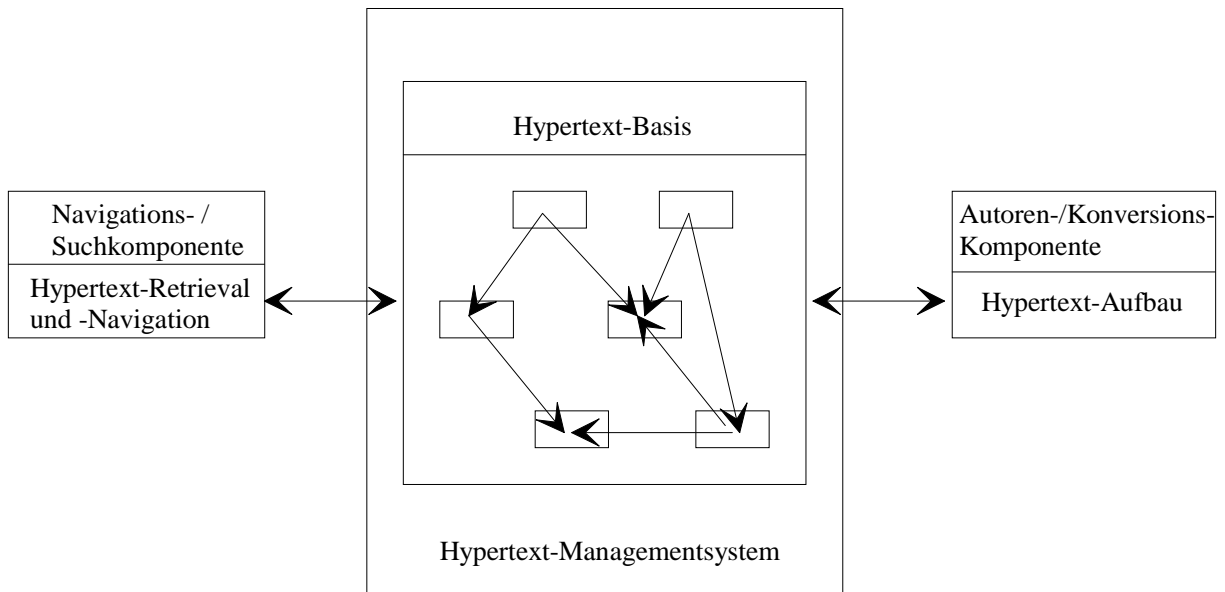 Hypertext-Basis
Navigations- /
Suchkomponente
Hypertext-Retrieval
und -Navigation
Autoren-/Konversions-
Komponente
Hypertext-Aufbau
Hypertext-Managementsystem